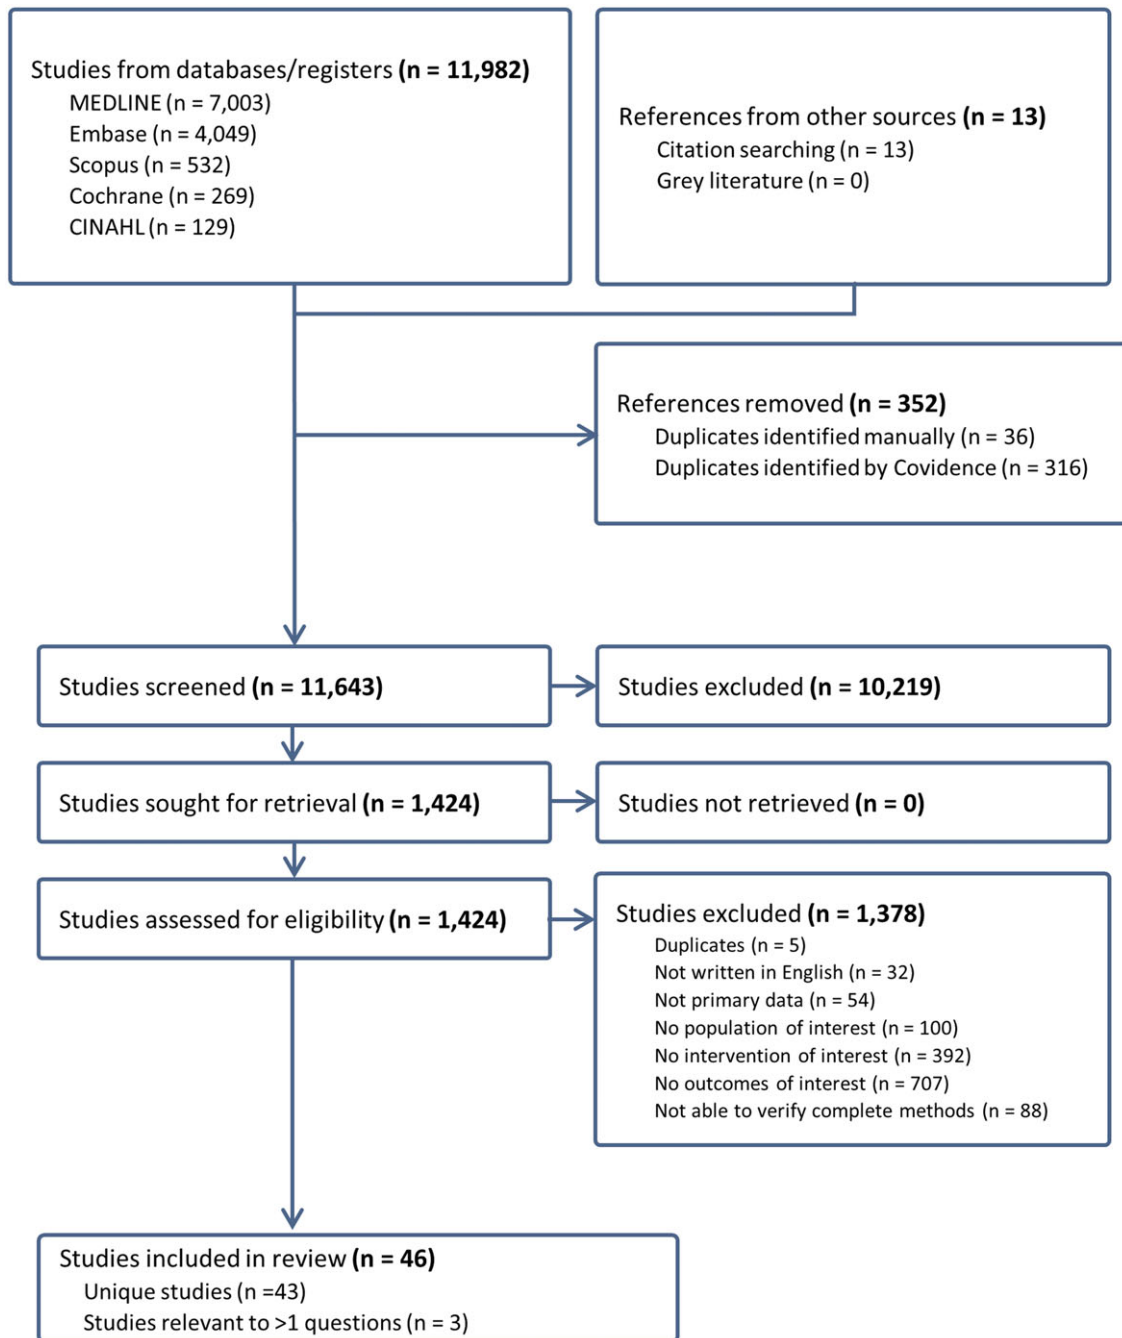 Studies from databases/registers (n = 11,982)
MEDLINE (n = 7,003)
Embase (n = 4,049)
Scopus (n = 532)
Cochrane (n = 269)
CINAHL (n = 129)
References from other sources (n = 13)
Citation searching (n = 13)
Grey literature (n = 0)
References removed (n = 352)
Duplicates identified manually (n = 36)
Duplicates identified by Covidence (n = 316)
Studies screened (n = 11,643)
Studies excluded (n = 10,219)
Studies sought for retrieval (n = 1,424)
Studies not retrieved (n = 0)
Studies assessed for eligibility (n = 1,424)
Studies excluded (n = 1,378)
Duplicates (n = 5)
Not written in English (n = 32)
Not primary data (n = 54)
No population of interest (n = 100)
No intervention of interest (n = 392)
No outcomes of interest (n = 707)
Not able to verify complete methods (n = 88)
Studies included in review (n = 46)
Unique studies (n =43)
Studies relevant to >1 questions (n = 3)